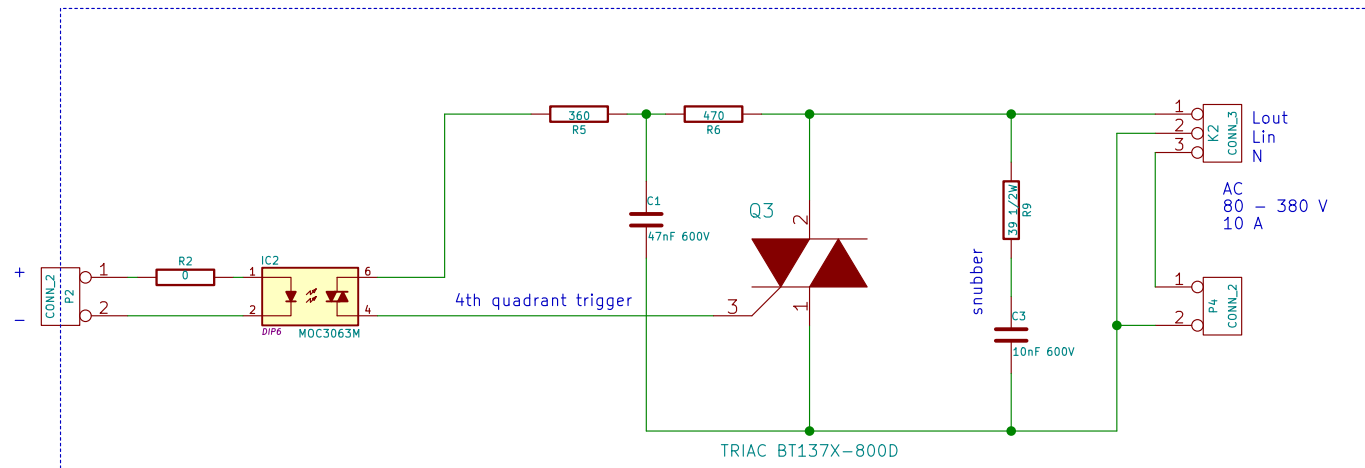 360
R5
470
R6
1
2
3
K2
CONN_3
Lout
Lin
N
AC
80 – 380 V
10 A
C1
47nF 600V
Q3
2
3
1
39 1/2W
R9
snubber
C3
10nF 600V
1
2
P4
CONN_2
+
–
CONN_2
P2
1
2
R2
0
IC2
1
2
6
4
DIP6
MOC3063M
4th quadrant trigger
TRIAC BT137X–800D